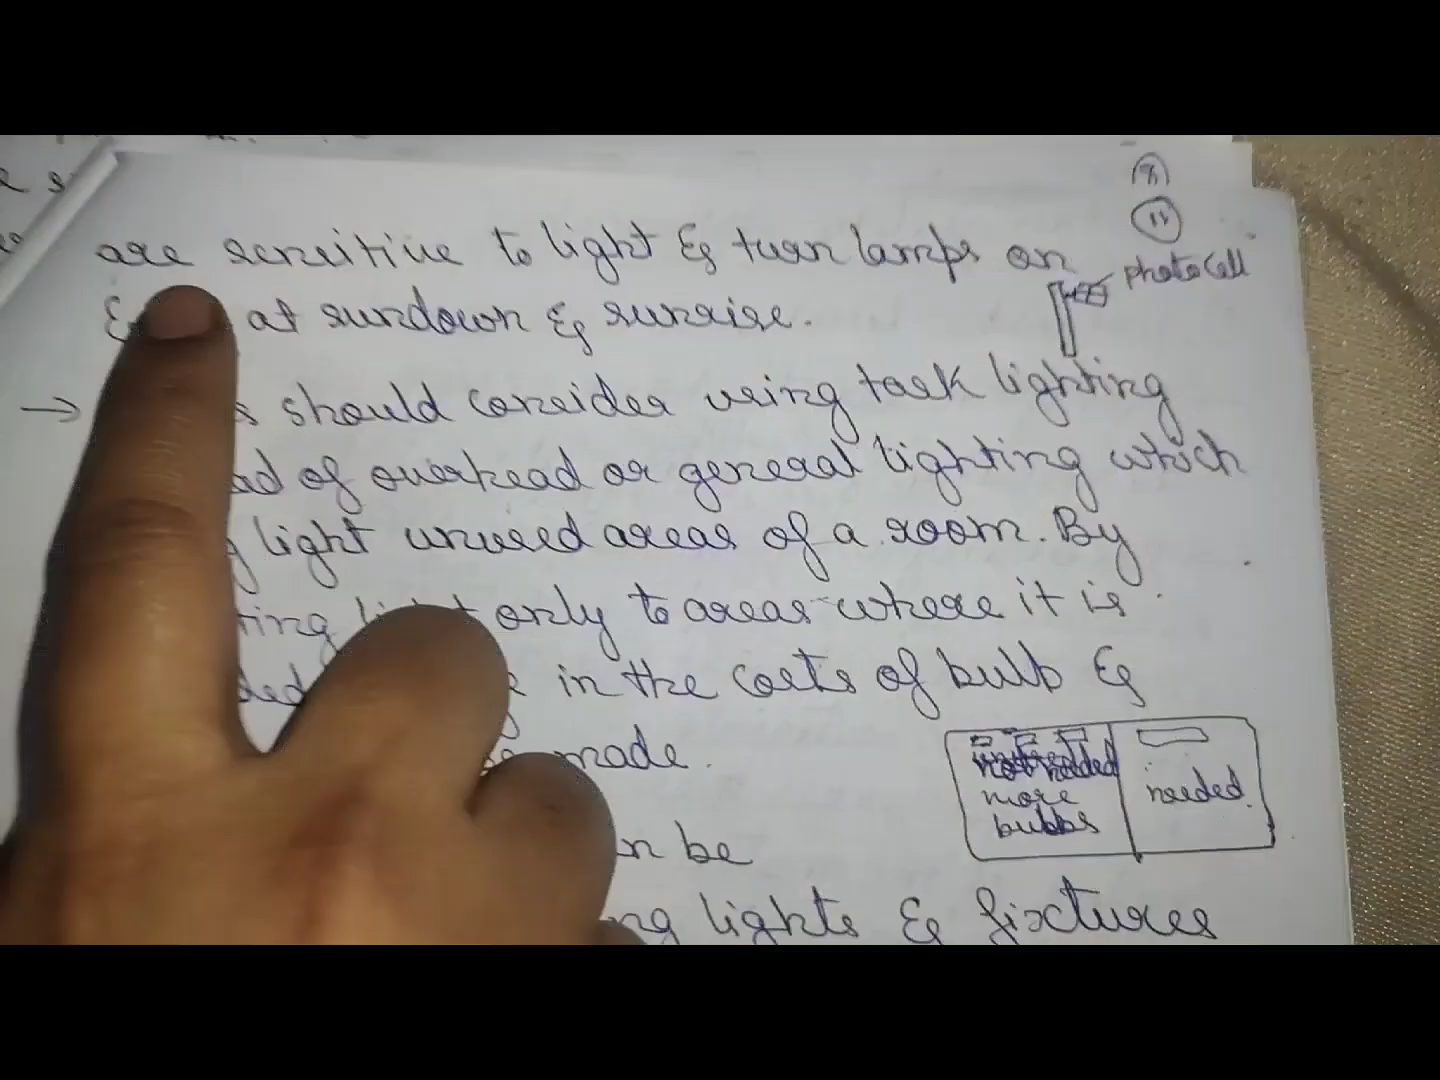 are sensitive to light & turn lamps on
& at sundown & sunrise.
photocell
→ should consider using task lighting
of overhead or general lighting which
light unused areas of a room. By
only to areas where it is
in the costs of bulb &
made.
more
bulbs
needed.
be
lights & fixtures